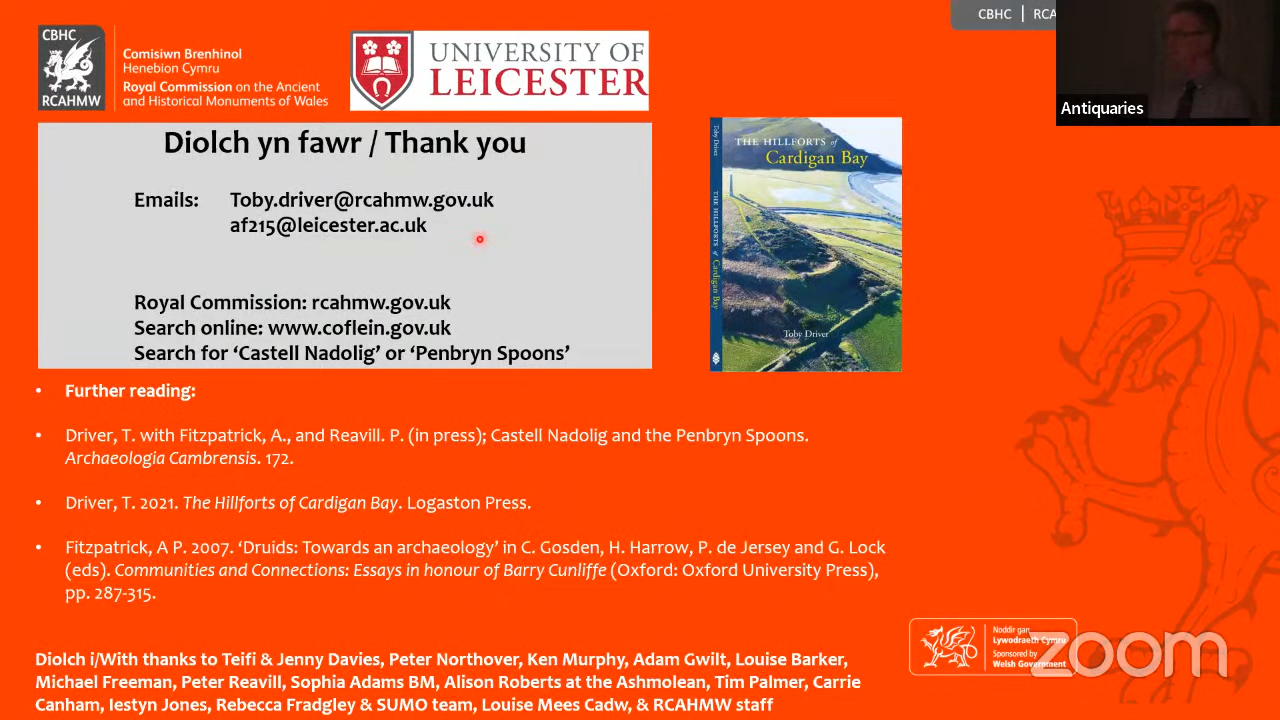 CBHC
RCAHMW
Comisiwn Brenhinol
Henebion Cymru
Royal Commission on the Ancient
and Historical Monuments of Wales
UNIVERSITY OF
LEICESTER
CBHC | RCA
Antiquaries
Diolch yn fawr / Thank you
Emails: Toby.driver@rcahmw.gov.uk
af215@leicester.ac.uk
Royal Commission: rcahmw.gov.uk
Search online: www.coflein.gov.uk
Search for ‘Castell Nadolig’ or ‘Penbryn Spoons’
Toby Driver
THE HILLFORTS of Cardigan Bay
THE HILLFORTS of
Cardigan Bay
Toby Driver
• Further reading:
• Driver, T. with Fitzpatrick, A., and Reavill. P. (in press); Castell Nadolig and the Penbryn Spoons.
Archaeologia Cambrensis. 172.
• Driver, T. 2021. The Hillforts of Cardigan Bay. Logaston Press.
• Fitzpatrick, A P. 2007. ‘Druids: Towards an archaeology’ in C. Gosden, H. Harrow, P. de Jersey and G. Lock
(eds). Communities and Connections: Essays in honour of Barry Cunliffe (Oxford: Oxford University Press),
pp. 287-315.
Noddir gan
Lywodraeth Cymru
Sponsored by
Welsh Government
zoom
Diolch i/With thanks to Teifi & Jenny Davies, Peter Northover, Ken Murphy, Adam Gwilt, Louise Barker,
Michael Freeman, Peter Reavill, Sophia Adams BM, Alison Roberts at the Ashmolean, Tim Palmer, Carrie
Canham, Iestyn Jones, Rebecca Fradgley & SUMO team, Louise Mees Cadw, & RCAHMW staff